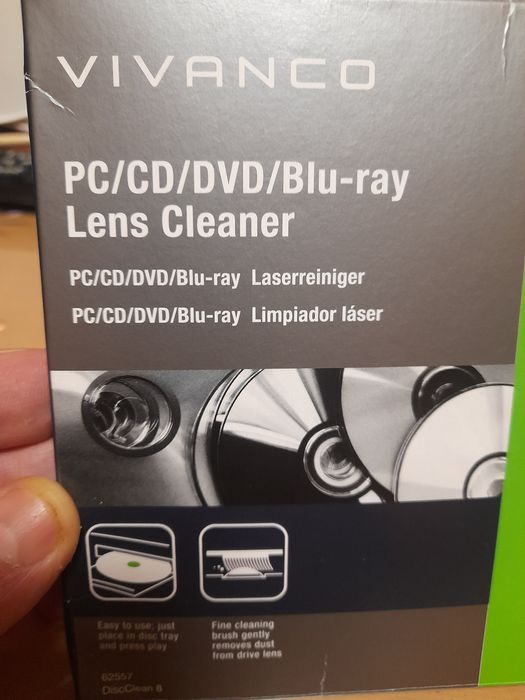 VIVANCO
PC/CD/DVD/Blu-ray
Lens Cleaner
PC/CD/DVD/Blu-ray Laserreiniger
PC/CD/DVD/Blu-ray Limpiador láser
Easy to use; just
place in disc tray
and press play
Fine cleaning
brush gently
removes dust
from drive lens
62557
DiscClean 8